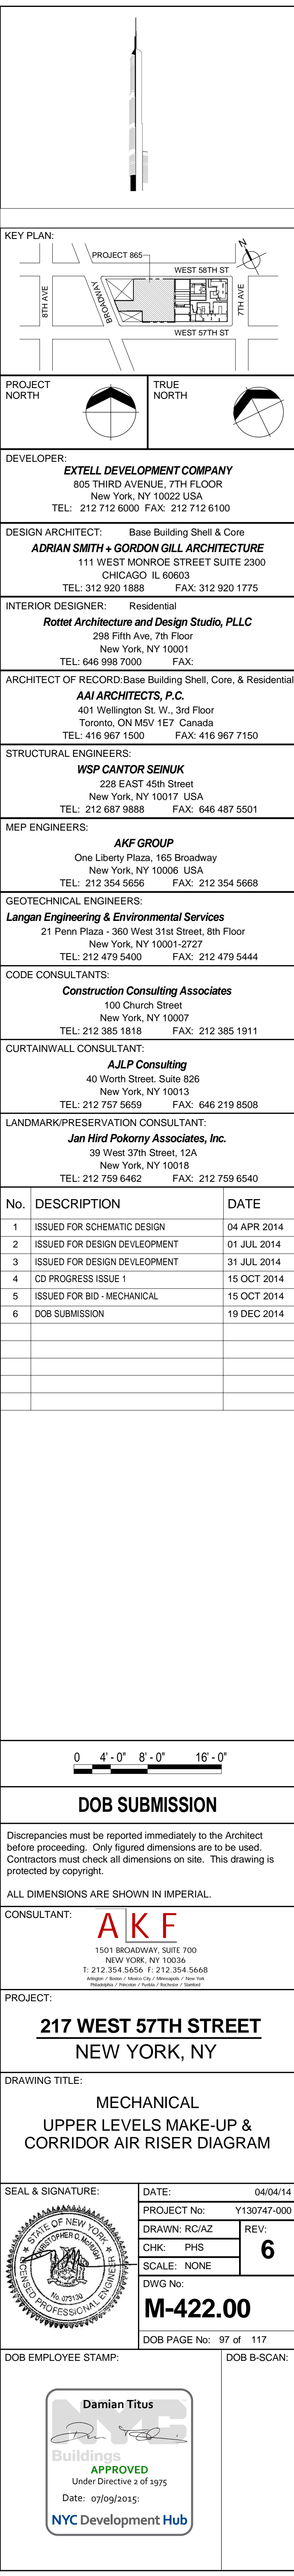 KEY PLAN:
N
PROJECT 865
WEST 58TH ST
8TH AVE
BROADWAY
7TH AVE
WEST 57TH ST
PROJECT
NORTH
TRUE
NORTH
DEVELOPER:
EXTELL DEVELOPMENT COMPANY
805 THIRD AVENUE, 7TH FLOOR
New York, NY 10022 USA
TEL: 212 712 6000 FAX: 212 712 6100
DESIGN ARCHITECT: Base Building Shell & Core
ADRIAN SMITH + GORDON GILL ARCHITECTURE
111 WEST MONROE STREET SUITE 2300
CHICAGO IL 60603
TEL: 312 920 1888 FAX: 312 920 1775
INTERIOR DESIGNER: Residential
Rottet Architecture and Design Studio, PLLC
298 Fifth Ave, 7th Floor
New York, NY 10001
TEL: 646 998 7000 FAX:
ARCHITECT OF RECORD:Base Building Shell, Core, & Residential
AAI ARCHITECTS, P.C.
401 Wellington St. W., 3rd Floor
Toronto, ON M5V 1E7 Canada
TEL: 416 967 1500 FAX: 416 967 7150
STRUCTURAL ENGINEERS:
WSP CANTOR SEINUK
228 EAST 45th Street
New York, NY 10017 USA
TEL: 212 687 9888 FAX: 646 487 5501
MEP ENGINEERS:
AKF GROUP
One Liberty Plaza, 165 Broadway
New York, NY 10006 USA
TEL: 212 354 5656 FAX: 212 354 5668
GEOTECHNICAL ENGINEERS:
Langan Engineering & Environmental Services
21 Penn Plaza - 360 West 31st Street, 8th Floor
New York, NY 10001-2727
TEL: 212 479 5400 FAX: 212 479 5444
CODE CONSULTANTS:
Construction Consulting Associates
100 Church Street
New York, NY 10007
TEL: 212 385 1818 FAX: 212 385 1911
CURTAINWALL CONSULTANT:
AJLP Consulting
40 Worth Street. Suite 826
New York, NY 10013
TEL: 212 757 5659 FAX: 646 219 8508
LANDMARK/PRESERVATION CONSULTANT:
Jan Hird Pokorny Associates, Inc.
39 West 37th Street, 12A
New York, NY 10018
TEL: 212 759 6462 FAX: 212 759 6540
No. DESCRIPTION DATE
1 ISSUED FOR SCHEMATIC DESIGN 04 APR 2014
2 ISSUED FOR DESIGN DEVLEOPMENT 01 JUL 2014
3 ISSUED FOR DESIGN DEVLEOPMENT 31 JUL 2014
4 CD PROGRESS ISSUE 1 15 OCT 2014
5 ISSUED FOR BID - MECHANICAL 15 OCT 2014
6 DOB SUBMISSION 19 DEC 2014
0 4' - 0" 8' - 0" 16' - 0"
DOB SUBMISSION
Discrepancies must be reported immediately to the Architect
before proceeding. Only figured dimensions are to be used.
Contractors must check all dimensions on site. This drawing is
protected by copyright.
ALL DIMENSIONS ARE SHOWN IN IMPERIAL.
CONSULTANT:
AKF
1501 BROADWAY, SUITE 700
NEW YORK, NY 10036
T: 212.354.5656 F: 212.354.5668
Arlington / Boston / Mexico City / Minneapolis / New York
Philadelphia / Princeton / Puebla / Rochester / Stamford
PROJECT:
217 WEST 57TH STREET
NEW YORK, NY
DRAWING TITLE:
MECHANICAL
UPPER LEVELS MAKE-UP &
CORRIDOR AIR RISER DIAGRAM
SEAL & SIGNATURE:
STATE OF NEW YORK
No. 075130
LICENSED PROFESSIONAL ENGINEER
DATE: 04/04/14
PROJECT No: Y130747-000
DRAWN: RC/AZ
CHK: PHS
SCALE: NONE
REV:
6
DWG No:
M-422.00
DOB PAGE No: 97 of 117
DOB EMPLOYEE STAMP:
DOB B-SCAN:
NYC
Damian Titus
Buildings
APPROVED
Under Directive 2 of 1975
Date: 07/09/2015:
NYC Development Hub